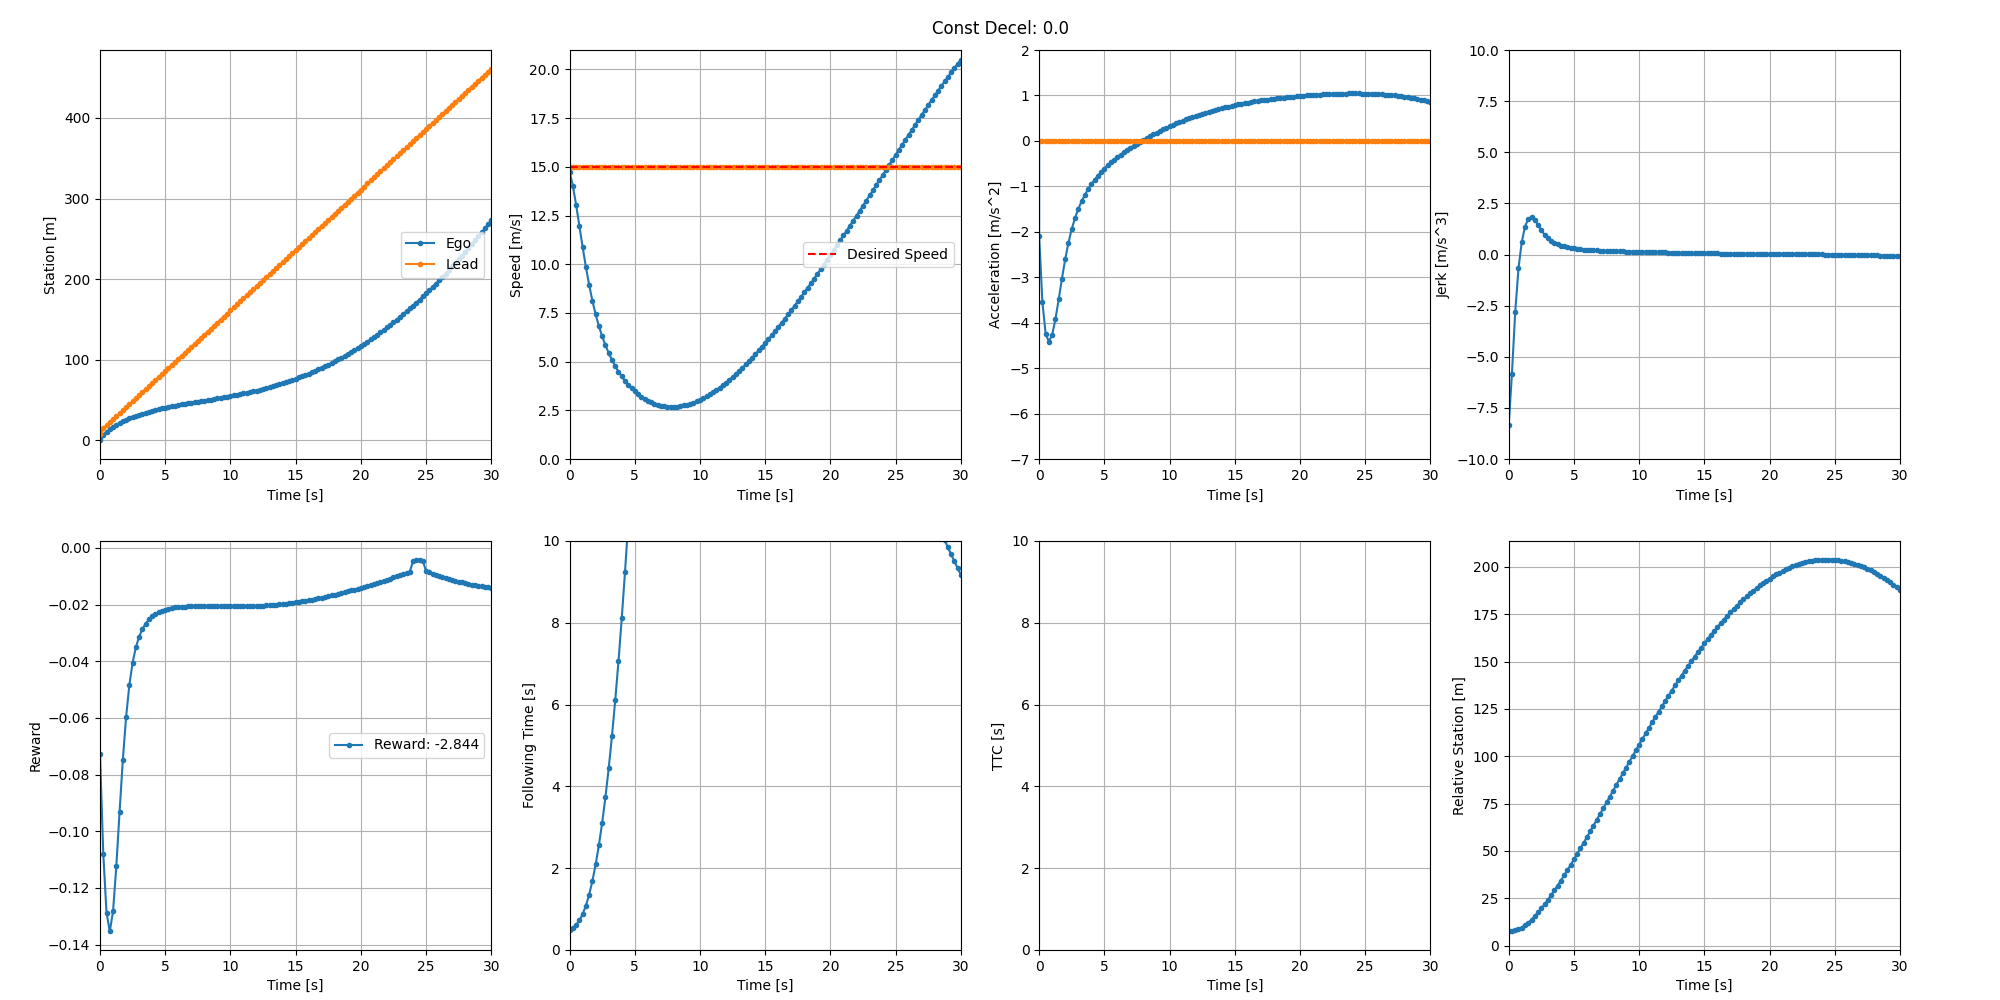 Const Decel: 0.0
Station [m]
400
300
200
100
0
0 5 10 15 20 25 30
Time [s]
Ego
Lead
Speed [m/s]
20.0
17.5
15.0
12.5
10.0
7.5
5.0
2.5
0.0
0 5 10 15 20 25 30
Time [s]
Desired Speed
Acceleration [m/s^2]
2
1
0
−1
−2
−3
−4
−5
−6
−7
0 5 10 15 20 25 30
Time [s]
Jerk [m/s^3]
10.0
7.5
5.0
2.5
0.0
−2.5
−5.0
−7.5
−10.0
0 5 10 15 20 25 30
Time [s]
Reward
0.00
−0.02
−0.04
−0.06
−0.08
−0.10
−0.12
−0.14
0 5 10 15 20 25 30
Time [s]
Reward: -2.844
Following Time [s]
10
8
6
4
2
0
0 5 10 15 20 25 30
Time [s]
TTC [s]
10
8
6
4
2
0
0 5 10 15 20 25 30
Time [s]
Relative Station [m]
200
175
150
125
100
75
50
25
0
0 5 10 15 20 25 30
Time [s]